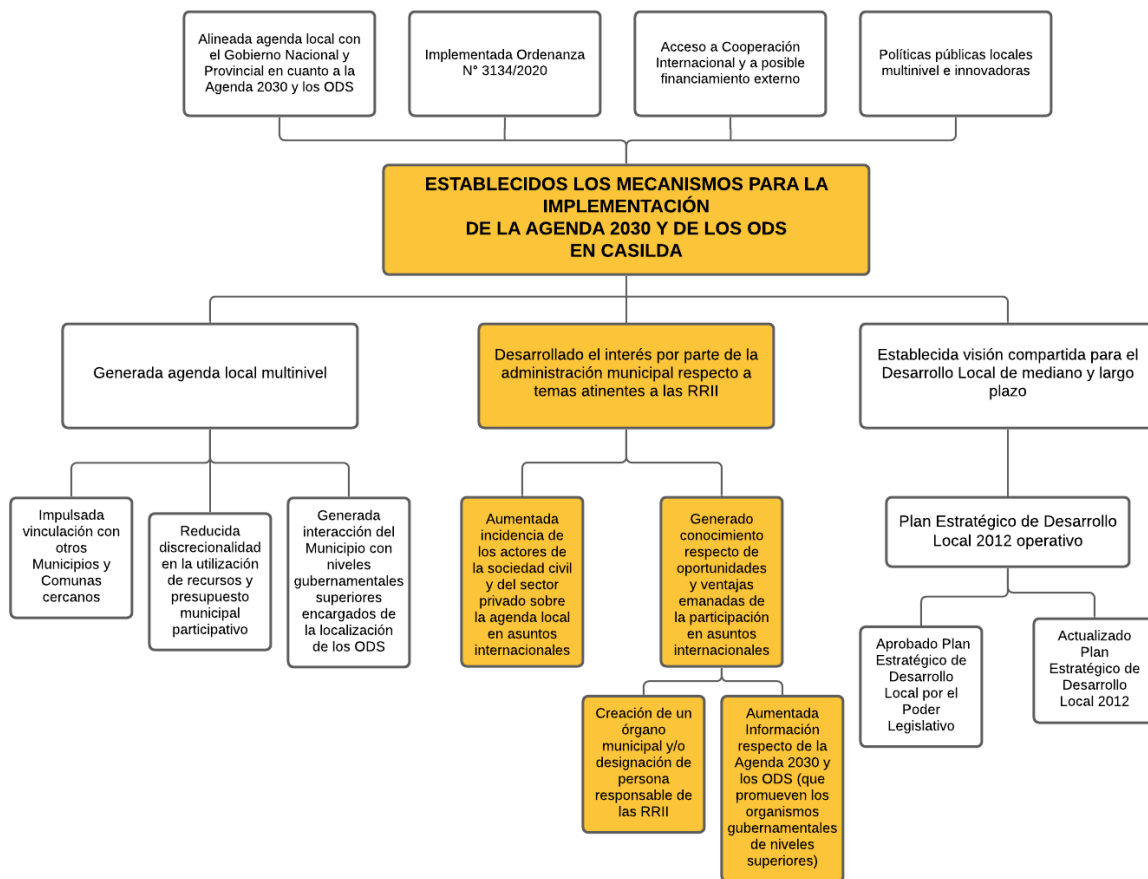 Alineada agenda local con
el Gobierno Nacional y
Provincial en cuanto a la
Agenda 2030 y los ODS
Implementada Ordenanza
N° 3134/2020
Acceso a Cooperación
Internacional y a posible
financiamiento externo
Políticas públicas locales
multinivel e innovadoras
ESTABLECIDOS LOS MECANISMOS PARA LA
IMPLEMENTACIÓN
DE LA AGENDA 2030 Y DE LOS ODS
EN CASILDA
Generada agenda local multinivel
Desarrollado el interés por parte de la
administración municipal respecto a
temas atinentes a las RRII
Establecida visión compartida para el
Desarrollo Local de mediano y largo
plazo
Impulsada
vinculación con
otros
Municipios y
Comunas
cercanos
Reducida
discrecionalidad
en la utilización
de recursos y
presupuesto
municipal
participativo
Generada
interacción del
Municipio con
niveles
gubernamentales
superiores
encargados de
la localización
de los ODS
Aumentada
incidencia de
los actores de
la sociedad civil
y del sector
privado sobre
la agenda local
en asuntos
internacionales
Generado
conocimiento
respecto de
oportunidades
y ventajas
emanadas de
la participación
en asuntos
internacionales
Plan Estratégico de Desarrollo
Local 2012 operativo
Aprobado Plan
Estratégico de
Desarrollo
Local por el
Poder
Legislativo
Actualizado
Plan
Estratégico de
Desarrollo
Local 2012
Creación de un
órgano
municipal y/o
designación de
persona
responsable de
las RRII
Aumentada
Información
respecto de la
Agenda 2030 y
los ODS (que
promueven los
organismos
gubernamentales
de niveles
superiores)